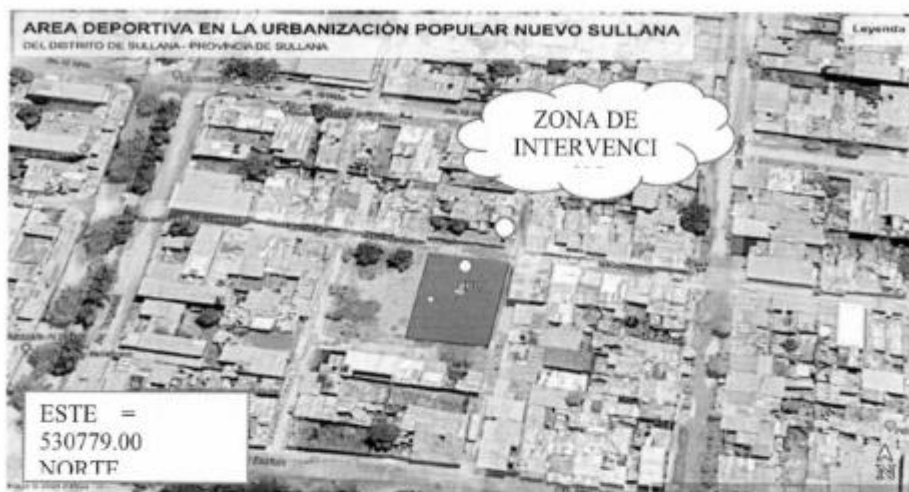 AREA DEPORTIVA EN LA URBANIZACIÓN POPULAR NUEVO SULLANA
DEL DISTRITO DE SULLANA - PROVINCIA DE SULLANA
Leyenda
ZONA DE
INTERVENCI
ESTE =
530779.00
NORTE